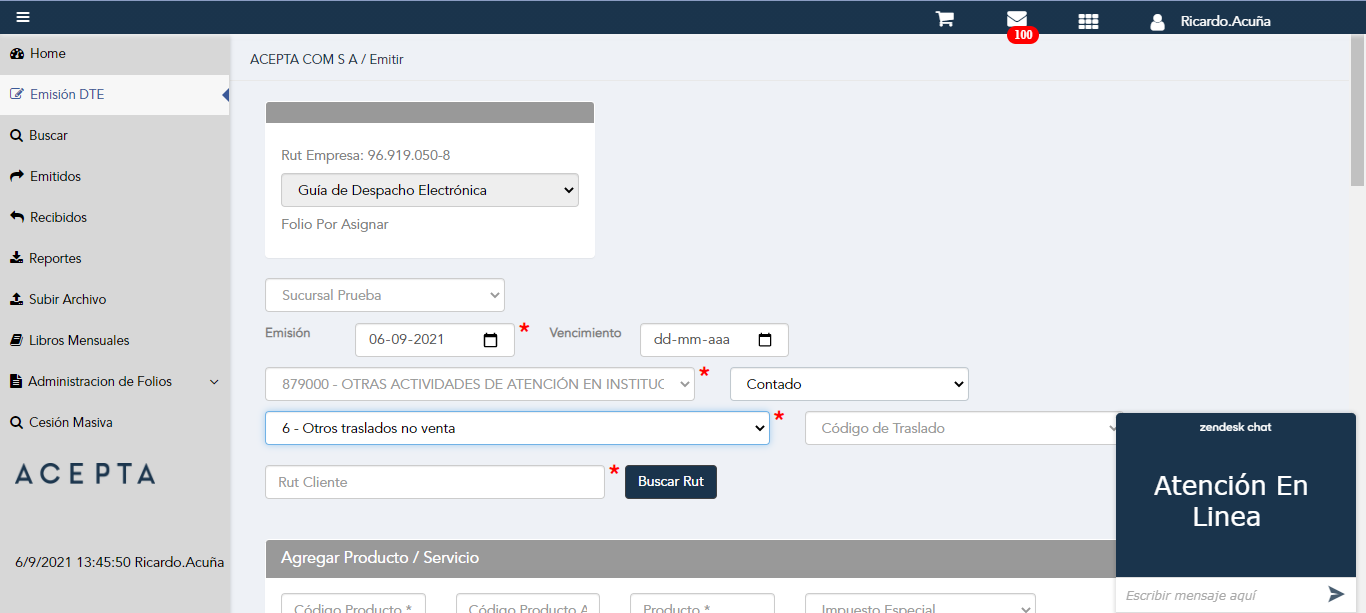 100
Ricardo.Acuña
Home
Emisión DTE
Buscar
Emitidos
Recibidos
Reportes
Subir Archivo
Libros Mensuales
Administracion de Folios
Cesión Masiva
ACEPTA
6/9/2021 13:45:50 Ricardo.Acuña
ACEPTA COM S A / Emitir
Rut Empresa: 96.919.050-8
Guía de Despacho Electrónica
Folio Por Asignar
Sucursal Prueba
Emisión 06-09-2021 * Vencimiento dd-mm-aaa
879000 - OTRAS ACTIVIDADES DE ATENCIÓN EN INSTITUC * Contado
6 - Otros traslados no venta * Código de Traslado
Rut Cliente * Buscar Rut
Agregar Producto / Servicio
Código Producto * Código Producto A Producto * Impuesto Especial
zendesk chat
Atención En
Linea
Escribir mensaje aquí